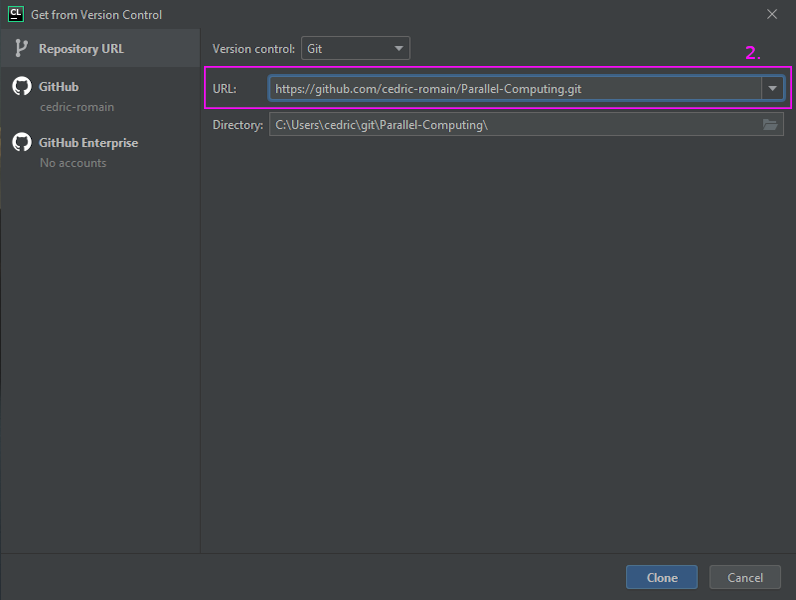 CL Get from Version Control
Repository URL
GitHub
cedric-romain
GitHub Enterprise
No accounts
Version control: Git
2.
URL: https://github.com/cedric-romain/Parallel-Computing.git
Directory: C:\Users\cedric\git\Parallel-Computing\
Clone Cancel